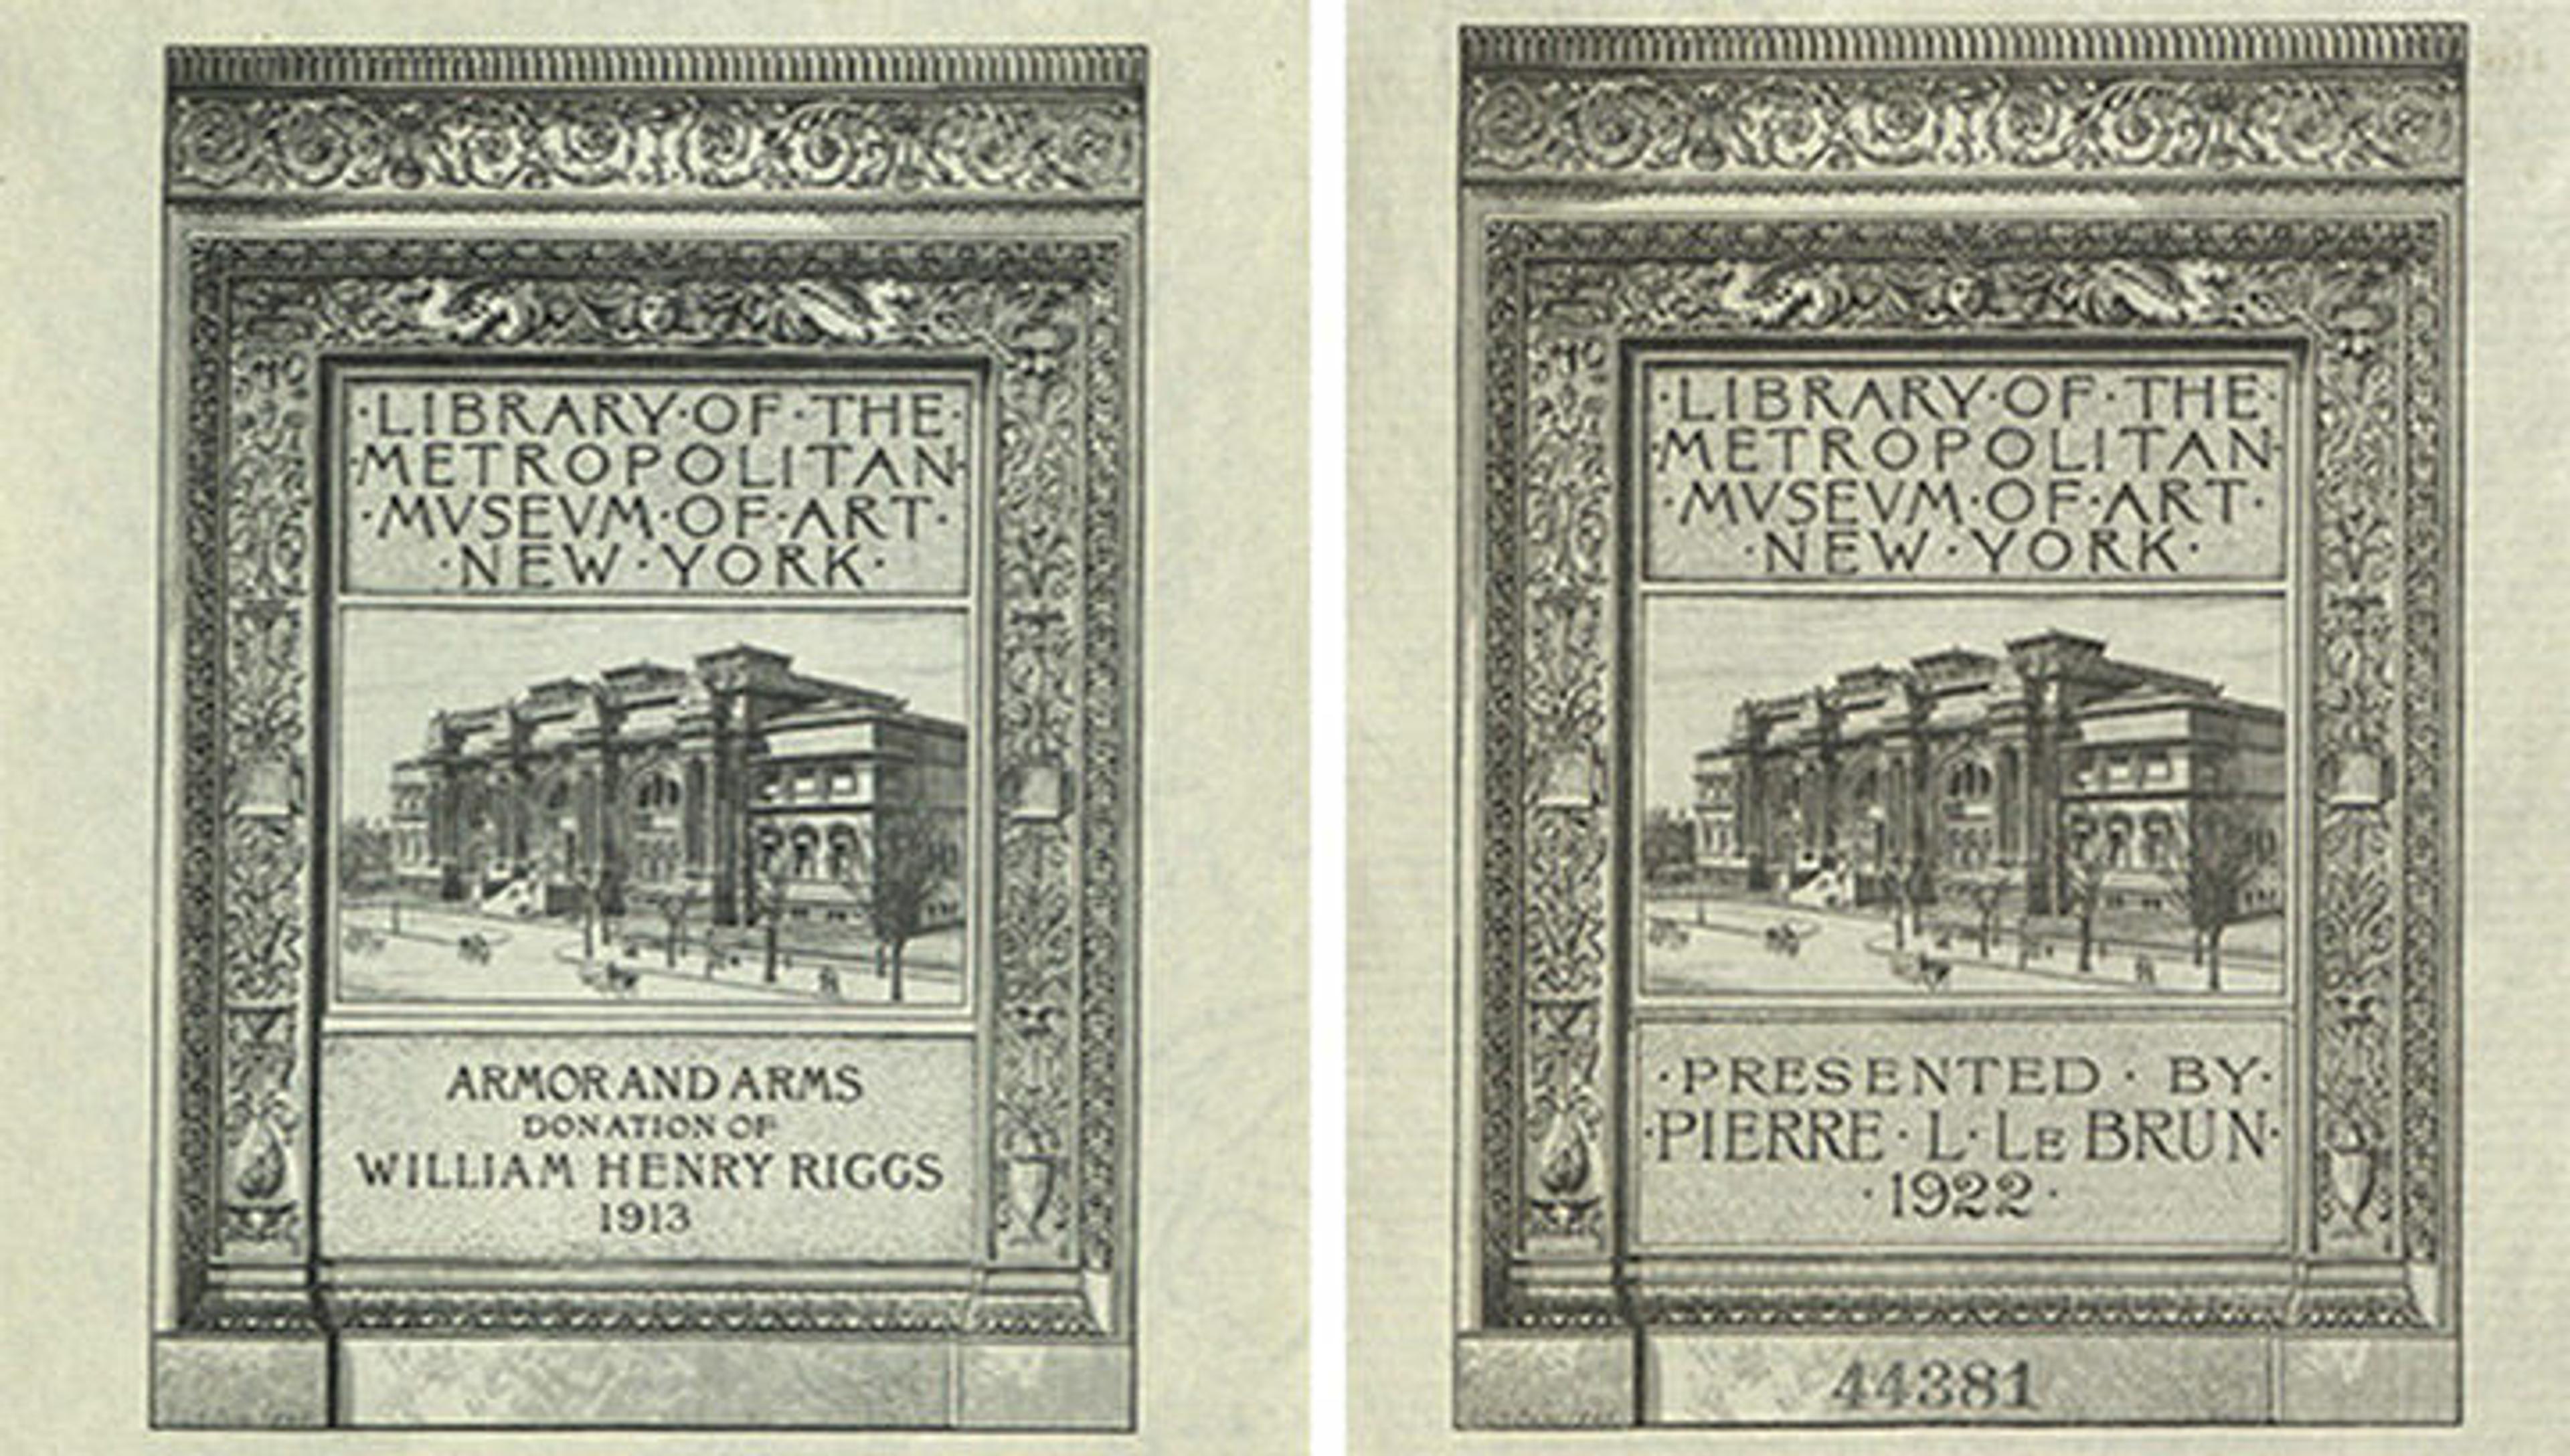 ·LIBRARY·OF·THE·
·METROPOLITAN·
·MVSEVM·OF·ART·
·NEW·YORK·
ARMOR AND ARMS
DONATION OF
WILLIAM HENRY RIGGS
1913
·LIBRARY·OF·THE·
·METROPOLITAN·
·MVSEVM·OF·ART·
·NEW·YORK·
·PRESENTED·BY·
·PIERRE·L·LE BRUN·
·1922·
44381